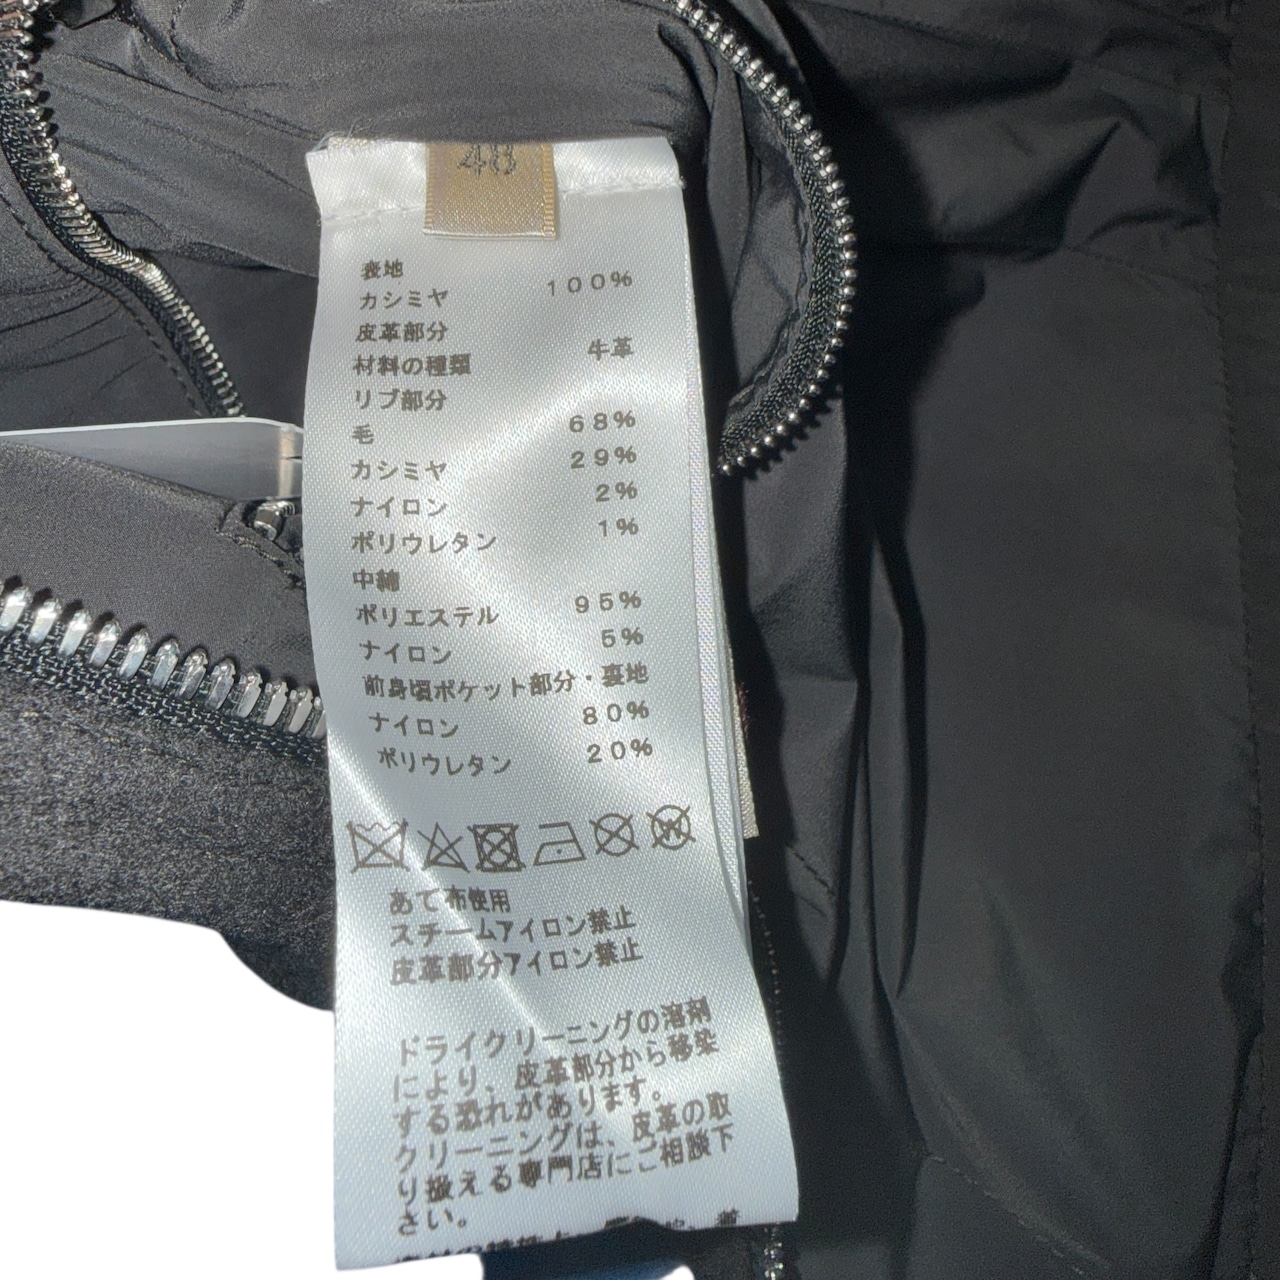 48
表地
カシミヤ 100%
皮革部分
材料の種類 牛革
リブ部分
毛 68%
カシミヤ 29%
ナイロン 2%
ポリウレタン 1%
中綿
ポリエステル 95%
ナイロン 5%
前身頃ポケット部分・裏地
ナイロン 80%
ポリウレタン 20%
W
あて布使用
スチームアイロン禁止
皮革部分アイロン禁止
ドライクリーニングの溶剤
により、皮革部分から移染
する恐れがあります。
クリーニングは、皮革の取
り扱える専門店にご相談下
さい。